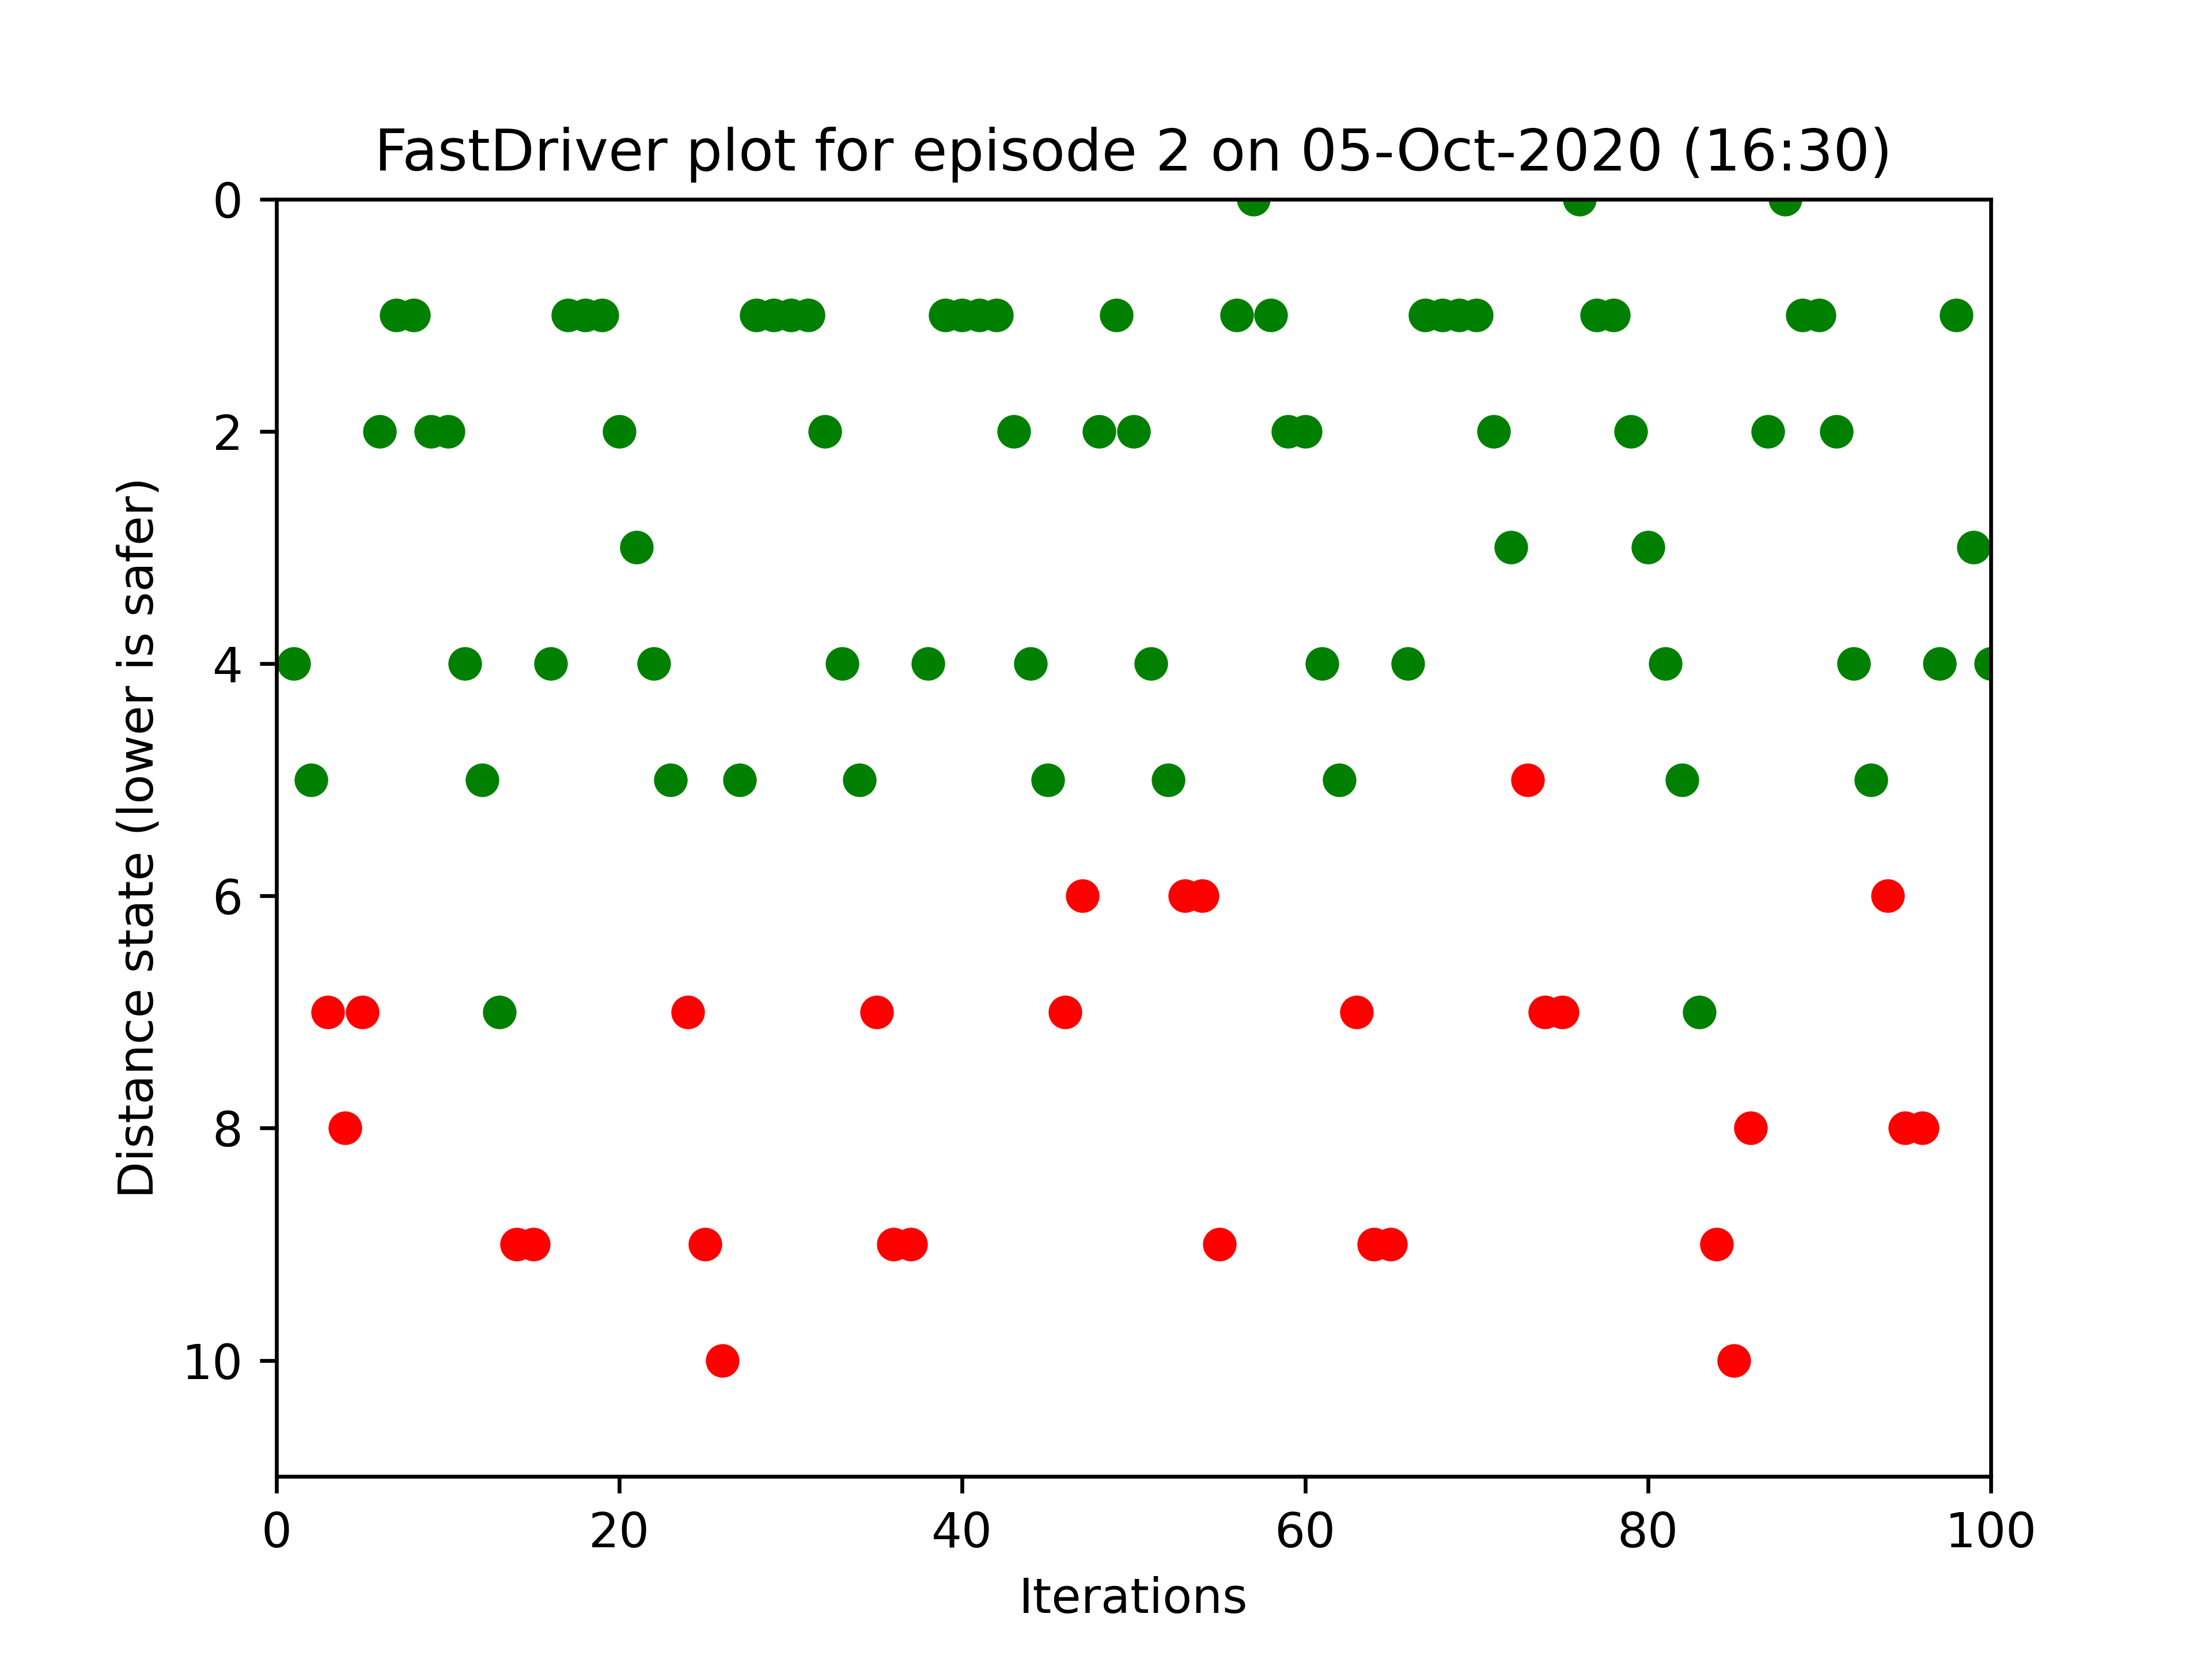 FastDriver plot for episode 2 on 05-Oct-2020 (16:30)
0
2
4
6
8
10
Distance state (lower is safer)
0 20 40 60 80 100
Iterations